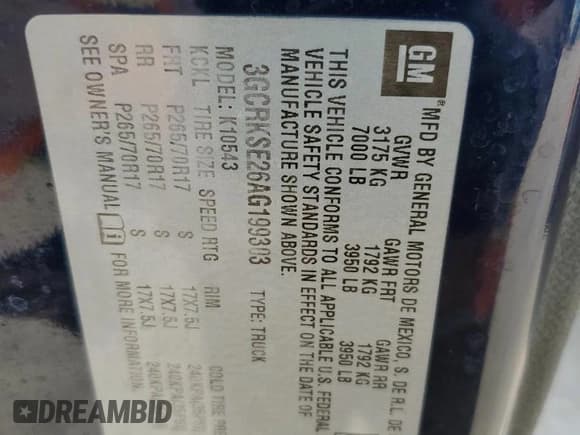 GM®
MFD BY GENERAL MOTORS DE MEXICO, S. DE R.L. DE
GVWR GAWR FRT GAWR RR
3175 KG 1792 KG 1792 KG
7000 LB 3950 LB 3950 LB
THIS VEHICLE CONFORMS TO ALL APPLICABLE U.S. FEDERAL
VEHICLE SAFETY STANDARDS IN EFFECT ON THE DATE OF
MANUFACTURE SHOWN ABOVE.
3GCRKSE26AG199303 TYPE: TRUCK
MODEL: K10543
KCKL TIRE SIZE SPEED RTG RIM COLD TIRE
FRT P265/70R17 S 17X7.5J
RR P265/70R17 S 17X7.5J
SPA P265/70R17 S 17X7.5J
SEE OWNER'S MANUAL i FOR MORE INFORMATION.
DREAMBID